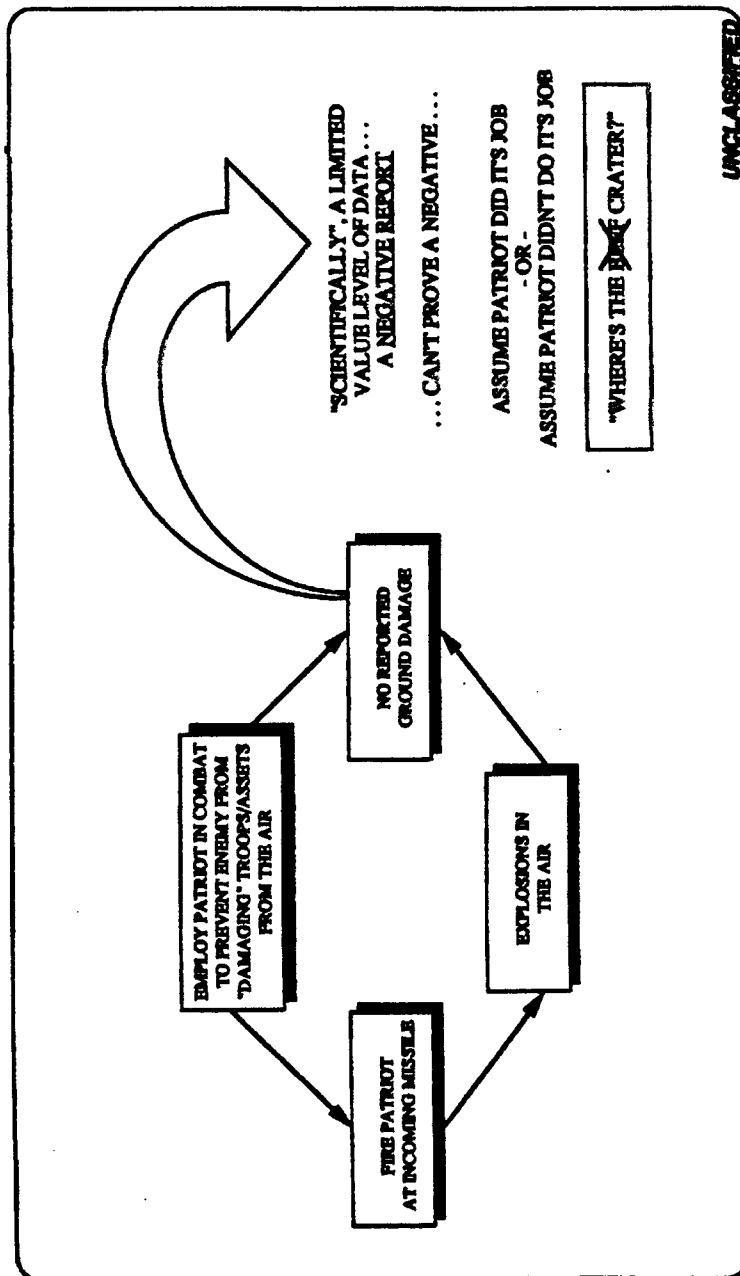 EMPLOY PATRIOT IN COMBAT
TO PREVENT ENEMY FROM
"DAMAGING" TROOPS/ASSETS
FROM THE AIR
FIRE PATRIOT
AT INCOMING MISSILE
NO REPORTED
GROUND DAMAGE
EXPLOSIONS IN
THE AIR
"SCIENTIFICALLY", A LIMITED
VALUE LEVEL OF DATA . . .
A NEGATIVE REPORT
. . . CAN'T PROVE A NEGATIVE . . .
ASSUME PATRIOT DID IT'S JOB
- OR -
ASSUME PATRIOT DIDNT DO IT'S JOB
"WHERE'S THE BEEF CRATER?"
UNCLASSIFIED